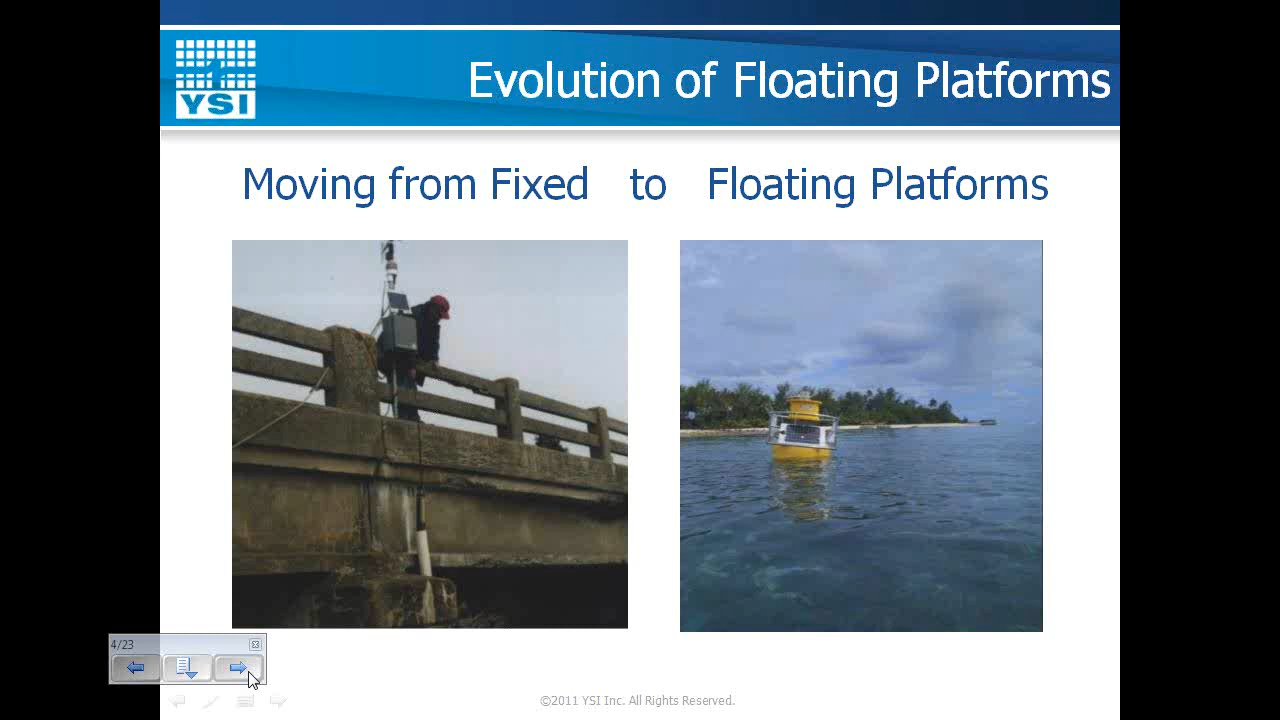 YSI
Evolution of Floating Platforms
Moving from Fixed to Floating Platforms
4/23
©2011 YSI Inc. All Rights Reserved.